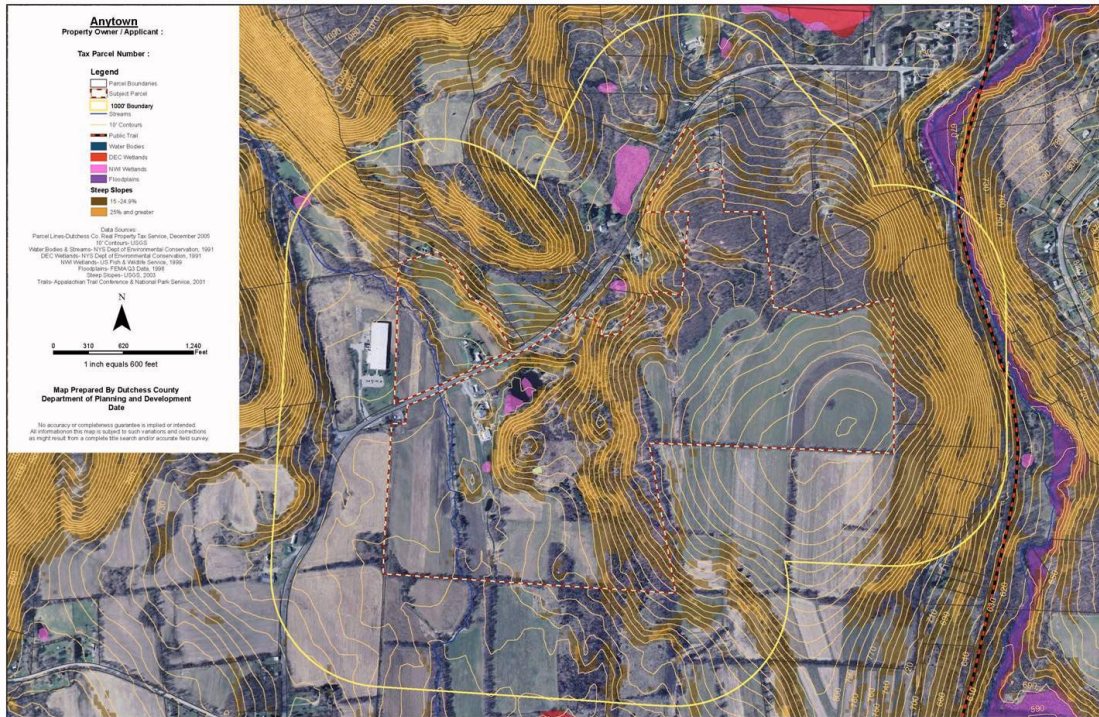 Anytown
Property Owner / Applicant :
Tax Parcel Number :
Legend
Parcel Boundaries
Subject Parcel
1000' Boundary
Streams
10' Contours
Public Trail
Water Bodies
DEC Wetlands
NWI Wetlands
Floodplains
Steep Slopes
15 -24.9%
25% and greater
Data Sources:
Parcel Lines-Dutchess Co. Real Property Tax Service, December 2005
10' Contours- USGS
Water Bodies & Streams- NYS Dept of Environmental Conservation, 1991
DEC Wetlands- NYS Dept of Environmental Conservation, 1991
NWI Wetlands- US Fish & Wildlife Service, 1999
Floodplains- FEMA Q3 Data, 1998
Steep Slopes- USGS, 2003
Trails- Appalachian Trail Conference & National Park Service, 2001
N
0 310 620 1,240
Feet
1 inch equals 600 feet
Map Prepared By Dutchess County
Department of Planning and Development
Date
No accuracy or completeness guarantee is implied or intended.
All information on this map is subject to such variations and corrections
as might result from a complete title search and/or accurate field survey.